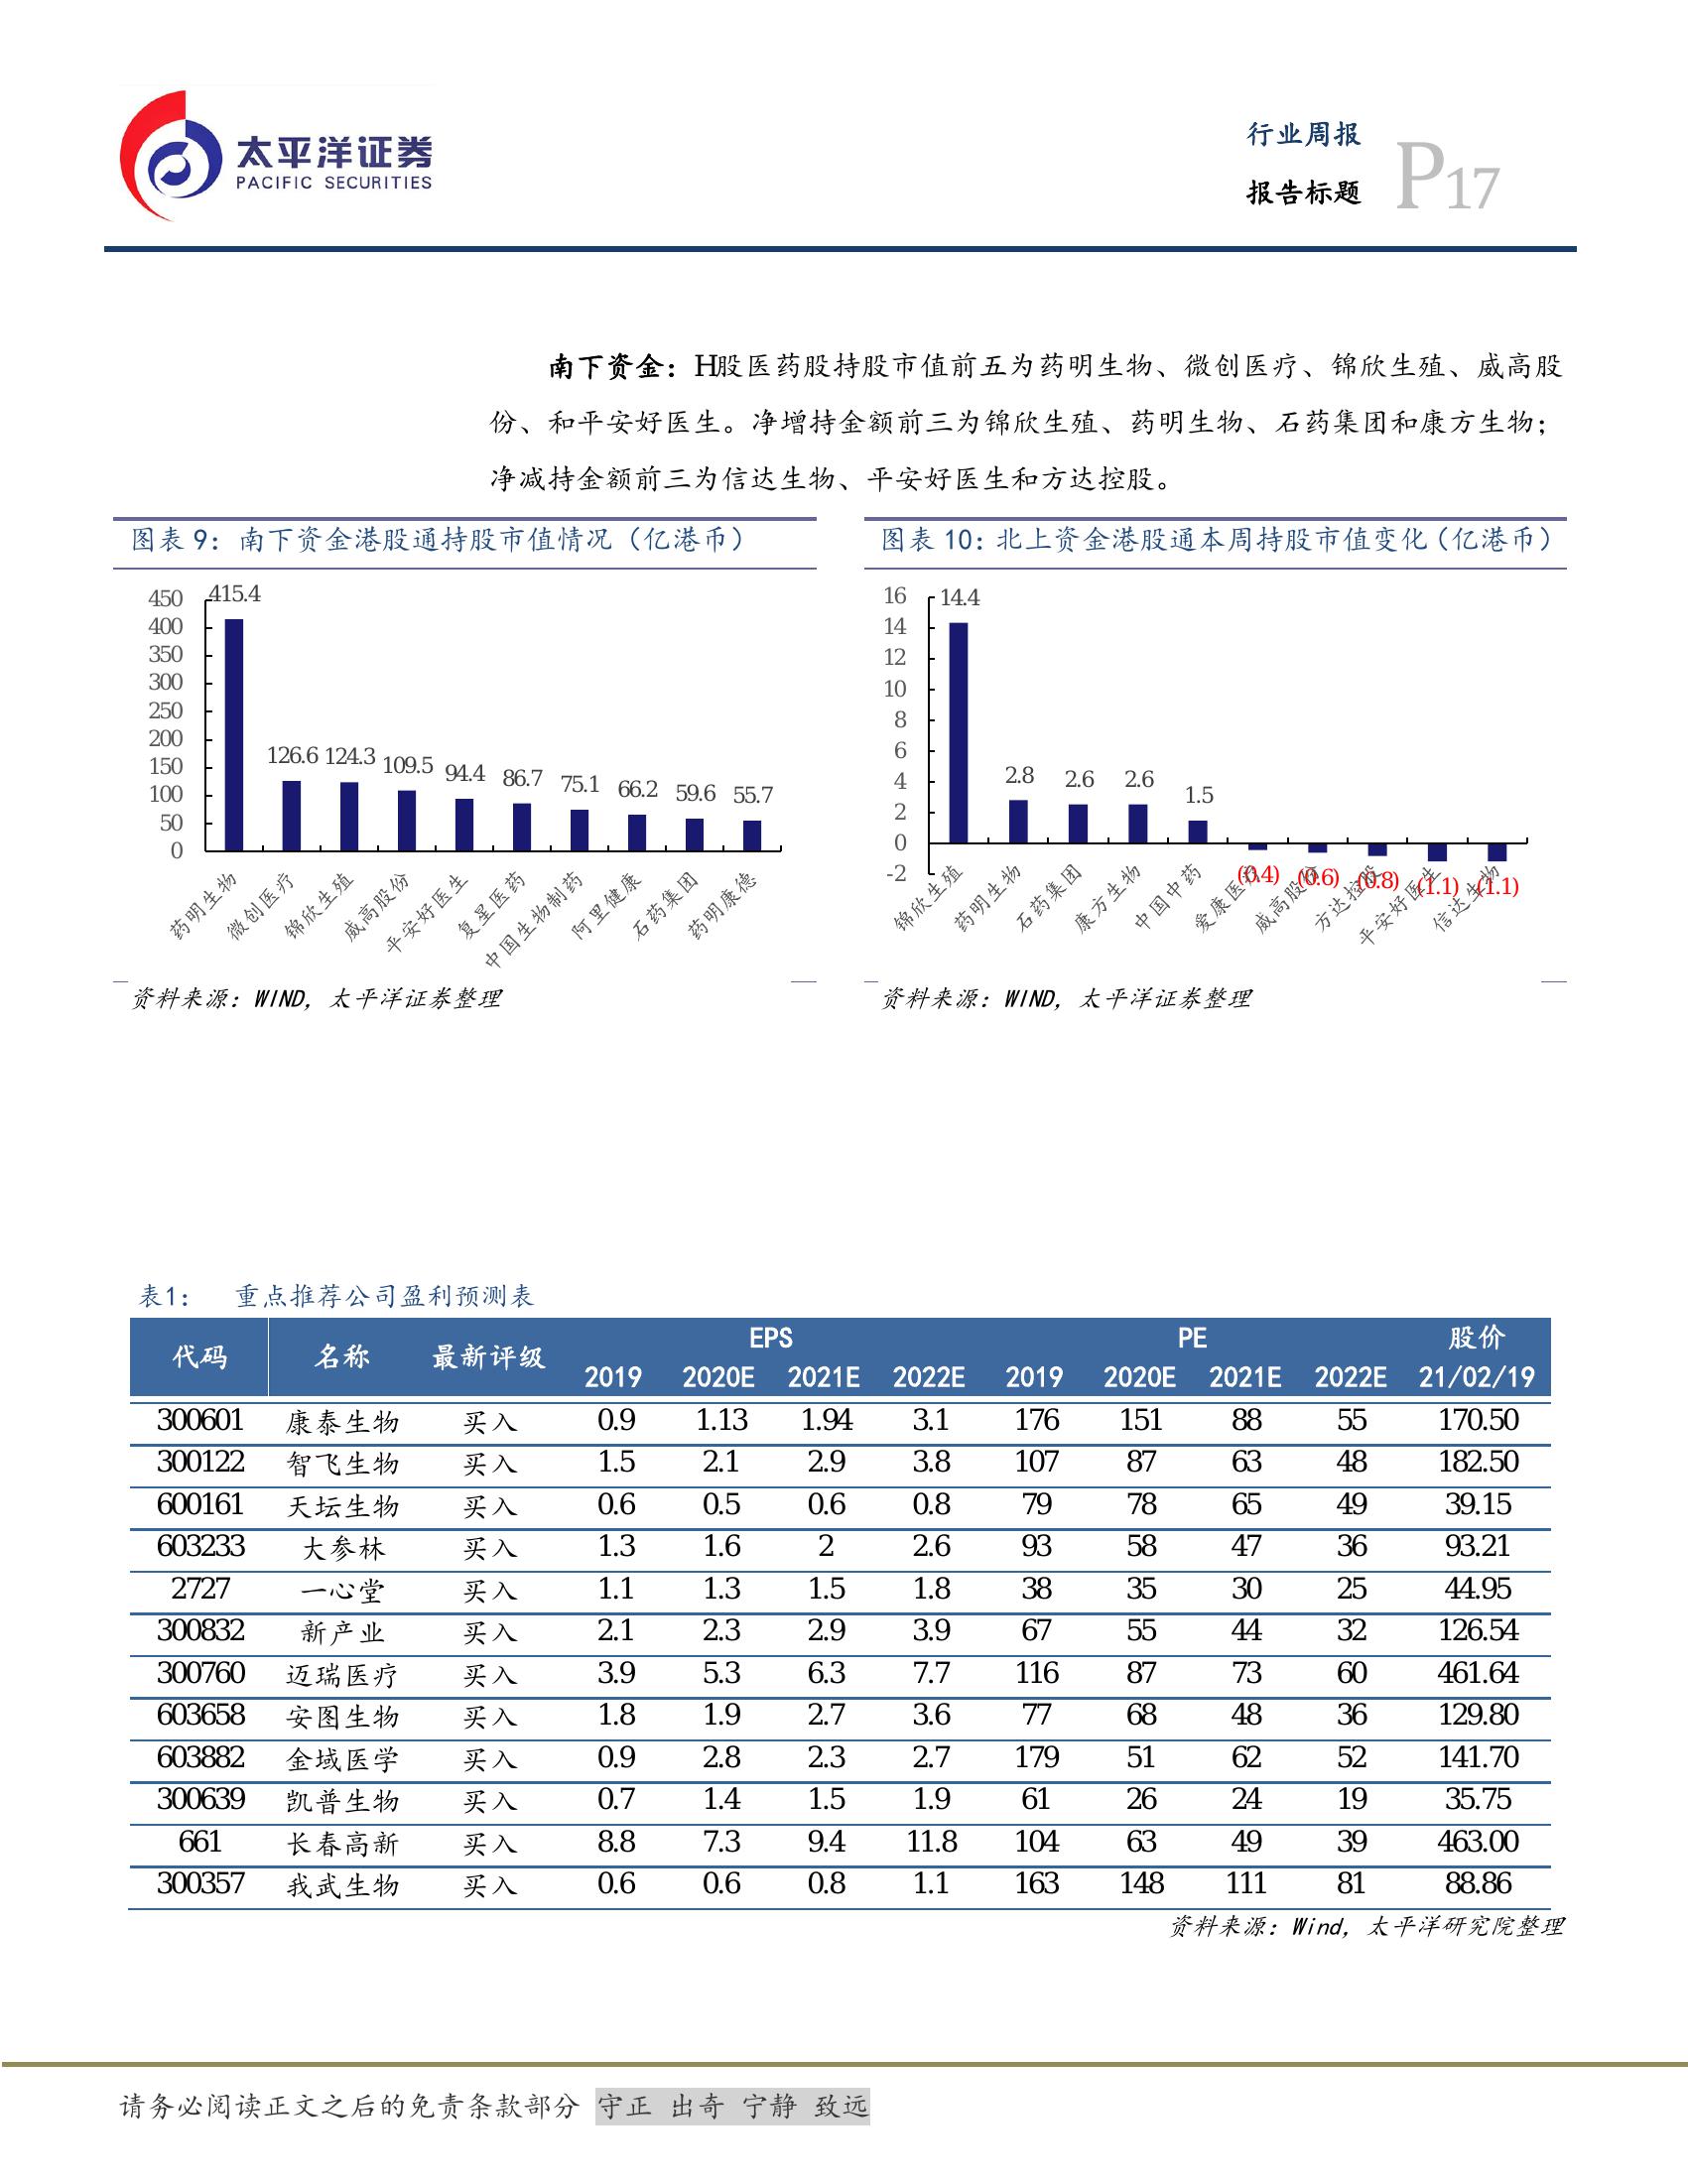 太平洋证券
PACIFIC SECURITIES
行业周报
报告标题
P17
南下资金：H股医药股持股市值前五为药明生物、微创医疗、锦欣生殖、威高股
份、和平安好医生。净增持金额前三为锦欣生殖、药明生物、石药集团和康方生物；
净减持金额前三为信达生物、平安好医生和方达控股。
图表 9：南下资金港股通持股市值情况（亿港币）
450
400
350
300
250
200
150
100
50
0
415.4
126.6
124.3
109.5
94.4
86.7
75.1
66.2
59.6
55.7
药明生物
微创医疗
锦欣生殖
威高股份
平安好医生
复星医药
中国生物制药
阿里健康
石药集团
药明康德
资料来源：WIND，太平洋证券整理
图表 10：北上资金港股通本周持股市值变化（亿港币）
16
14
12
10
8
6
4
2
0
-2
14.4
2.8
2.6
2.6
1.5
(0.4)
(0.6)
(0.8)
(1.1)
(1.1)
锦欣生殖
药明生物
石药集团
康方生物
中国中药
爱康医疗
威高股份
方达控股
平安好医生
信达生物
资料来源：WIND，太平洋证券整理
表1： 重点推荐公司盈利预测表
代码 名称 最新评级 EPS PE 股价
2019 2020E 2021E 2022E 2019 2020E 2021E 2022E 21/02/19
300601 康泰生物 买入 0.9 1.13 1.94 3.1 176 151 88 55 170.50
300122 智飞生物 买入 1.5 2.1 2.9 3.8 107 87 63 48 182.50
600161 天坛生物 买入 0.6 0.5 0.6 0.8 79 78 65 49 39.15
603233 大参林 买入 1.3 1.6 2 2.6 93 58 47 36 93.21
2727 一心堂 买入 1.1 1.3 1.5 1.8 38 35 30 25 44.95
300832 新产业 买入 2.1 2.3 2.9 3.9 67 55 44 32 126.54
300760 迈瑞医疗 买入 3.9 5.3 6.3 7.7 116 87 73 60 461.64
603658 安图生物 买入 1.8 1.9 2.7 3.6 77 68 48 36 129.80
603882 金域医学 买入 0.9 2.8 2.3 2.7 179 51 62 52 141.70
300639 凯普生物 买入 0.7 1.4 1.5 1.9 61 26 24 19 35.75
661 长春高新 买入 8.8 7.3 9.4 11.8 104 63 49 39 463.00
300357 我武生物 买入 0.6 0.6 0.8 1.1 163 148 111 81 88.86
资料来源：Wind，太平洋研究院整理
请务必阅读正文之后的免责条款部分 守正 出奇 宁静 致远